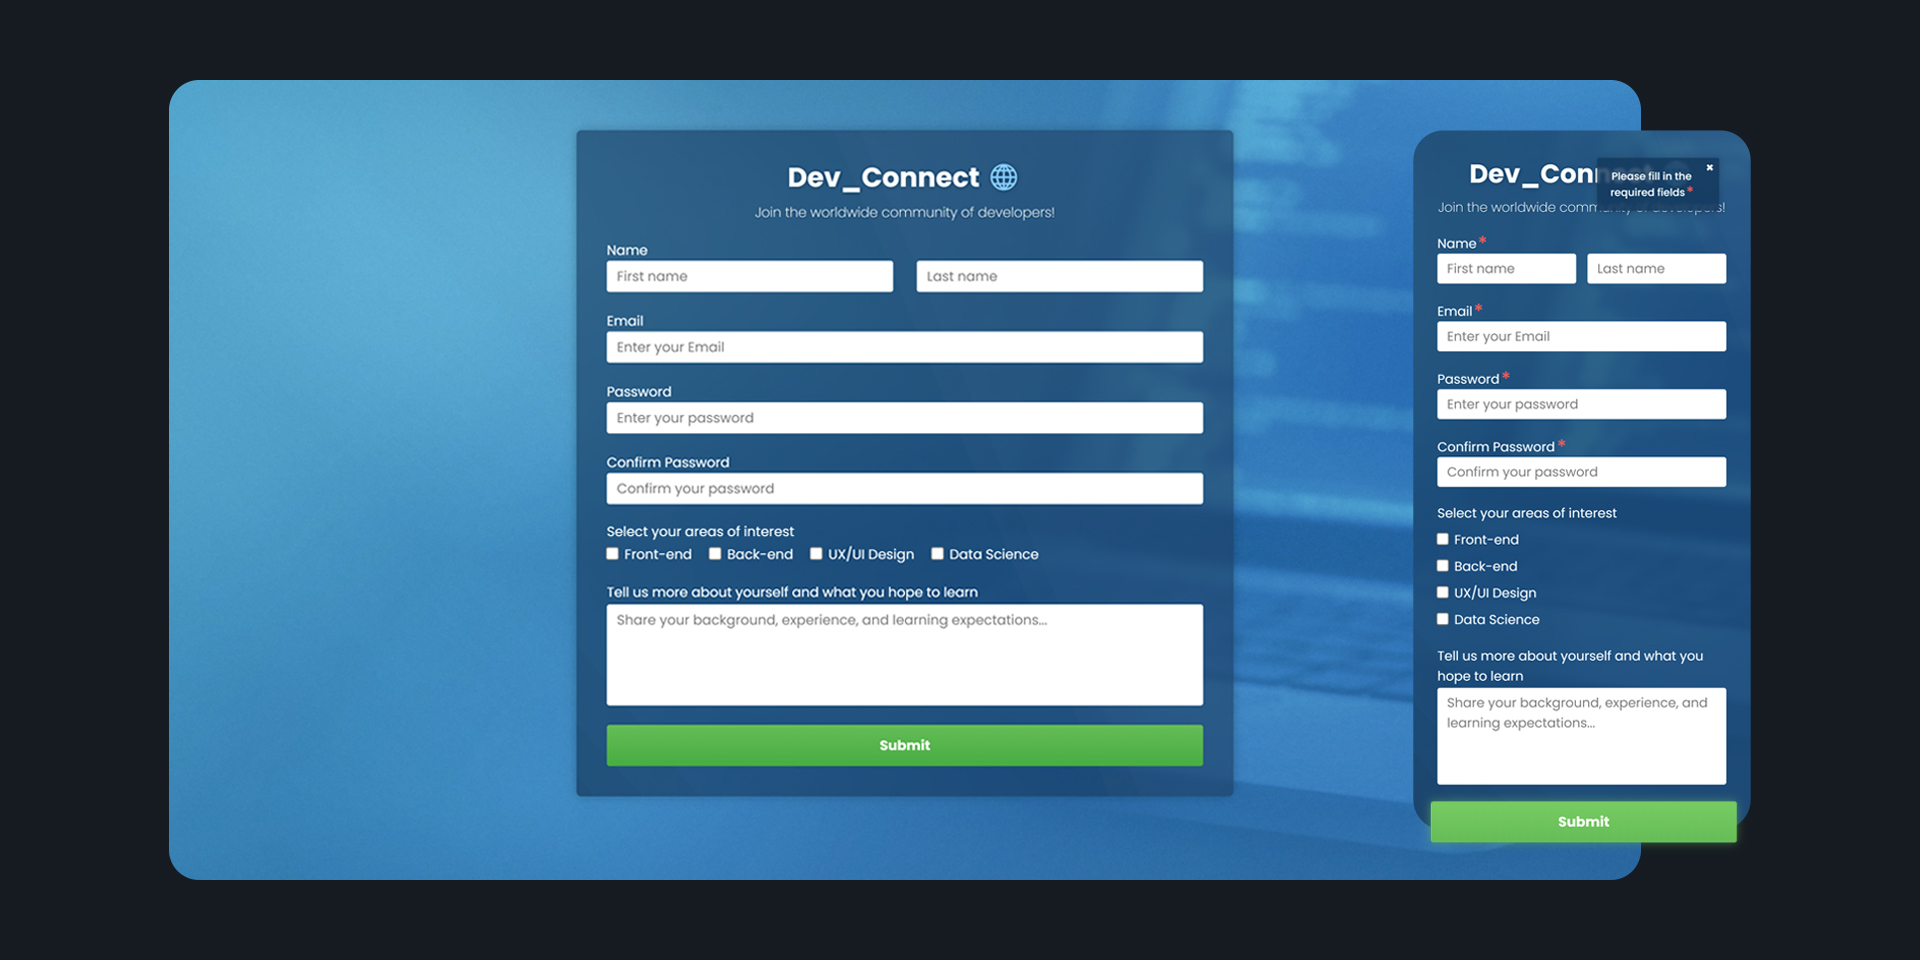 Dev_Connect
Join the worldwide community of developers!
Name
First name
Last name
Email
Enter your Email
Password
Enter your password
Confirm Password
Confirm your password
Select your areas of interest
Front-end
Back-end
UX/UI Design
Data Science
Tell us more about yourself and what you hope to learn
Share your background, experience, and learning expectations...
Submit
Dev_Conn
Please fill in the
required fields *
Join the worldwide community of developers!
Name *
First name
Last name
Email *
Enter your Email
Password *
Enter your password
Confirm Password *
Confirm your password
Select your areas of interest
Front-end
Back-end
UX/UI Design
Data Science
Tell us more about yourself and what you
hope to learn
Share your background, experience, and
learning expectations...
Submit